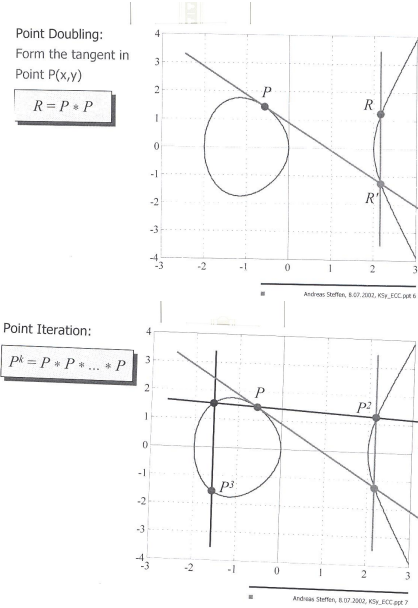 Point Doubling:
Form the tangent in
Point P(x,y)
R = P * P
4
3
2
1
0
-1
-2
-3
-4
P
R
R'
-3 -2 -1 0 1 2 3
Andreas Steffen, 8.07.2002, KSy_ECC.ppt 6
Point Iteration:
P^k = P * P * ... * P
4
3
2
1
0
-1
-2
-3
-4
P
P²
P³
-3 -2 -1 0 1 2 3
Andreas Steffen, 8.07.2002, KSy_ECC.ppt 7